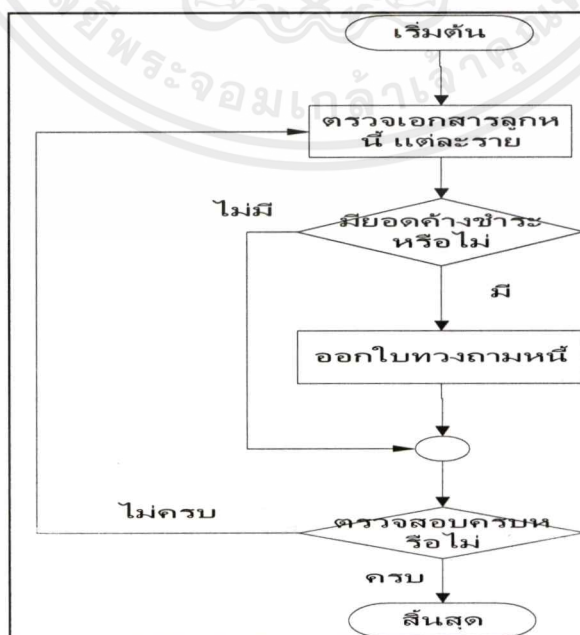 เริ่มต้น
ตรวจเอกสารลูกห
นี้ แต่ละราย
ไม่มี
มียอดค้างชำระ
หรือไม่
มี
ออกใบทวงถามหนี้
ไม่ครบ
ตรวจสอบครบห
รือไม่
ครบ
สิ้นสุด